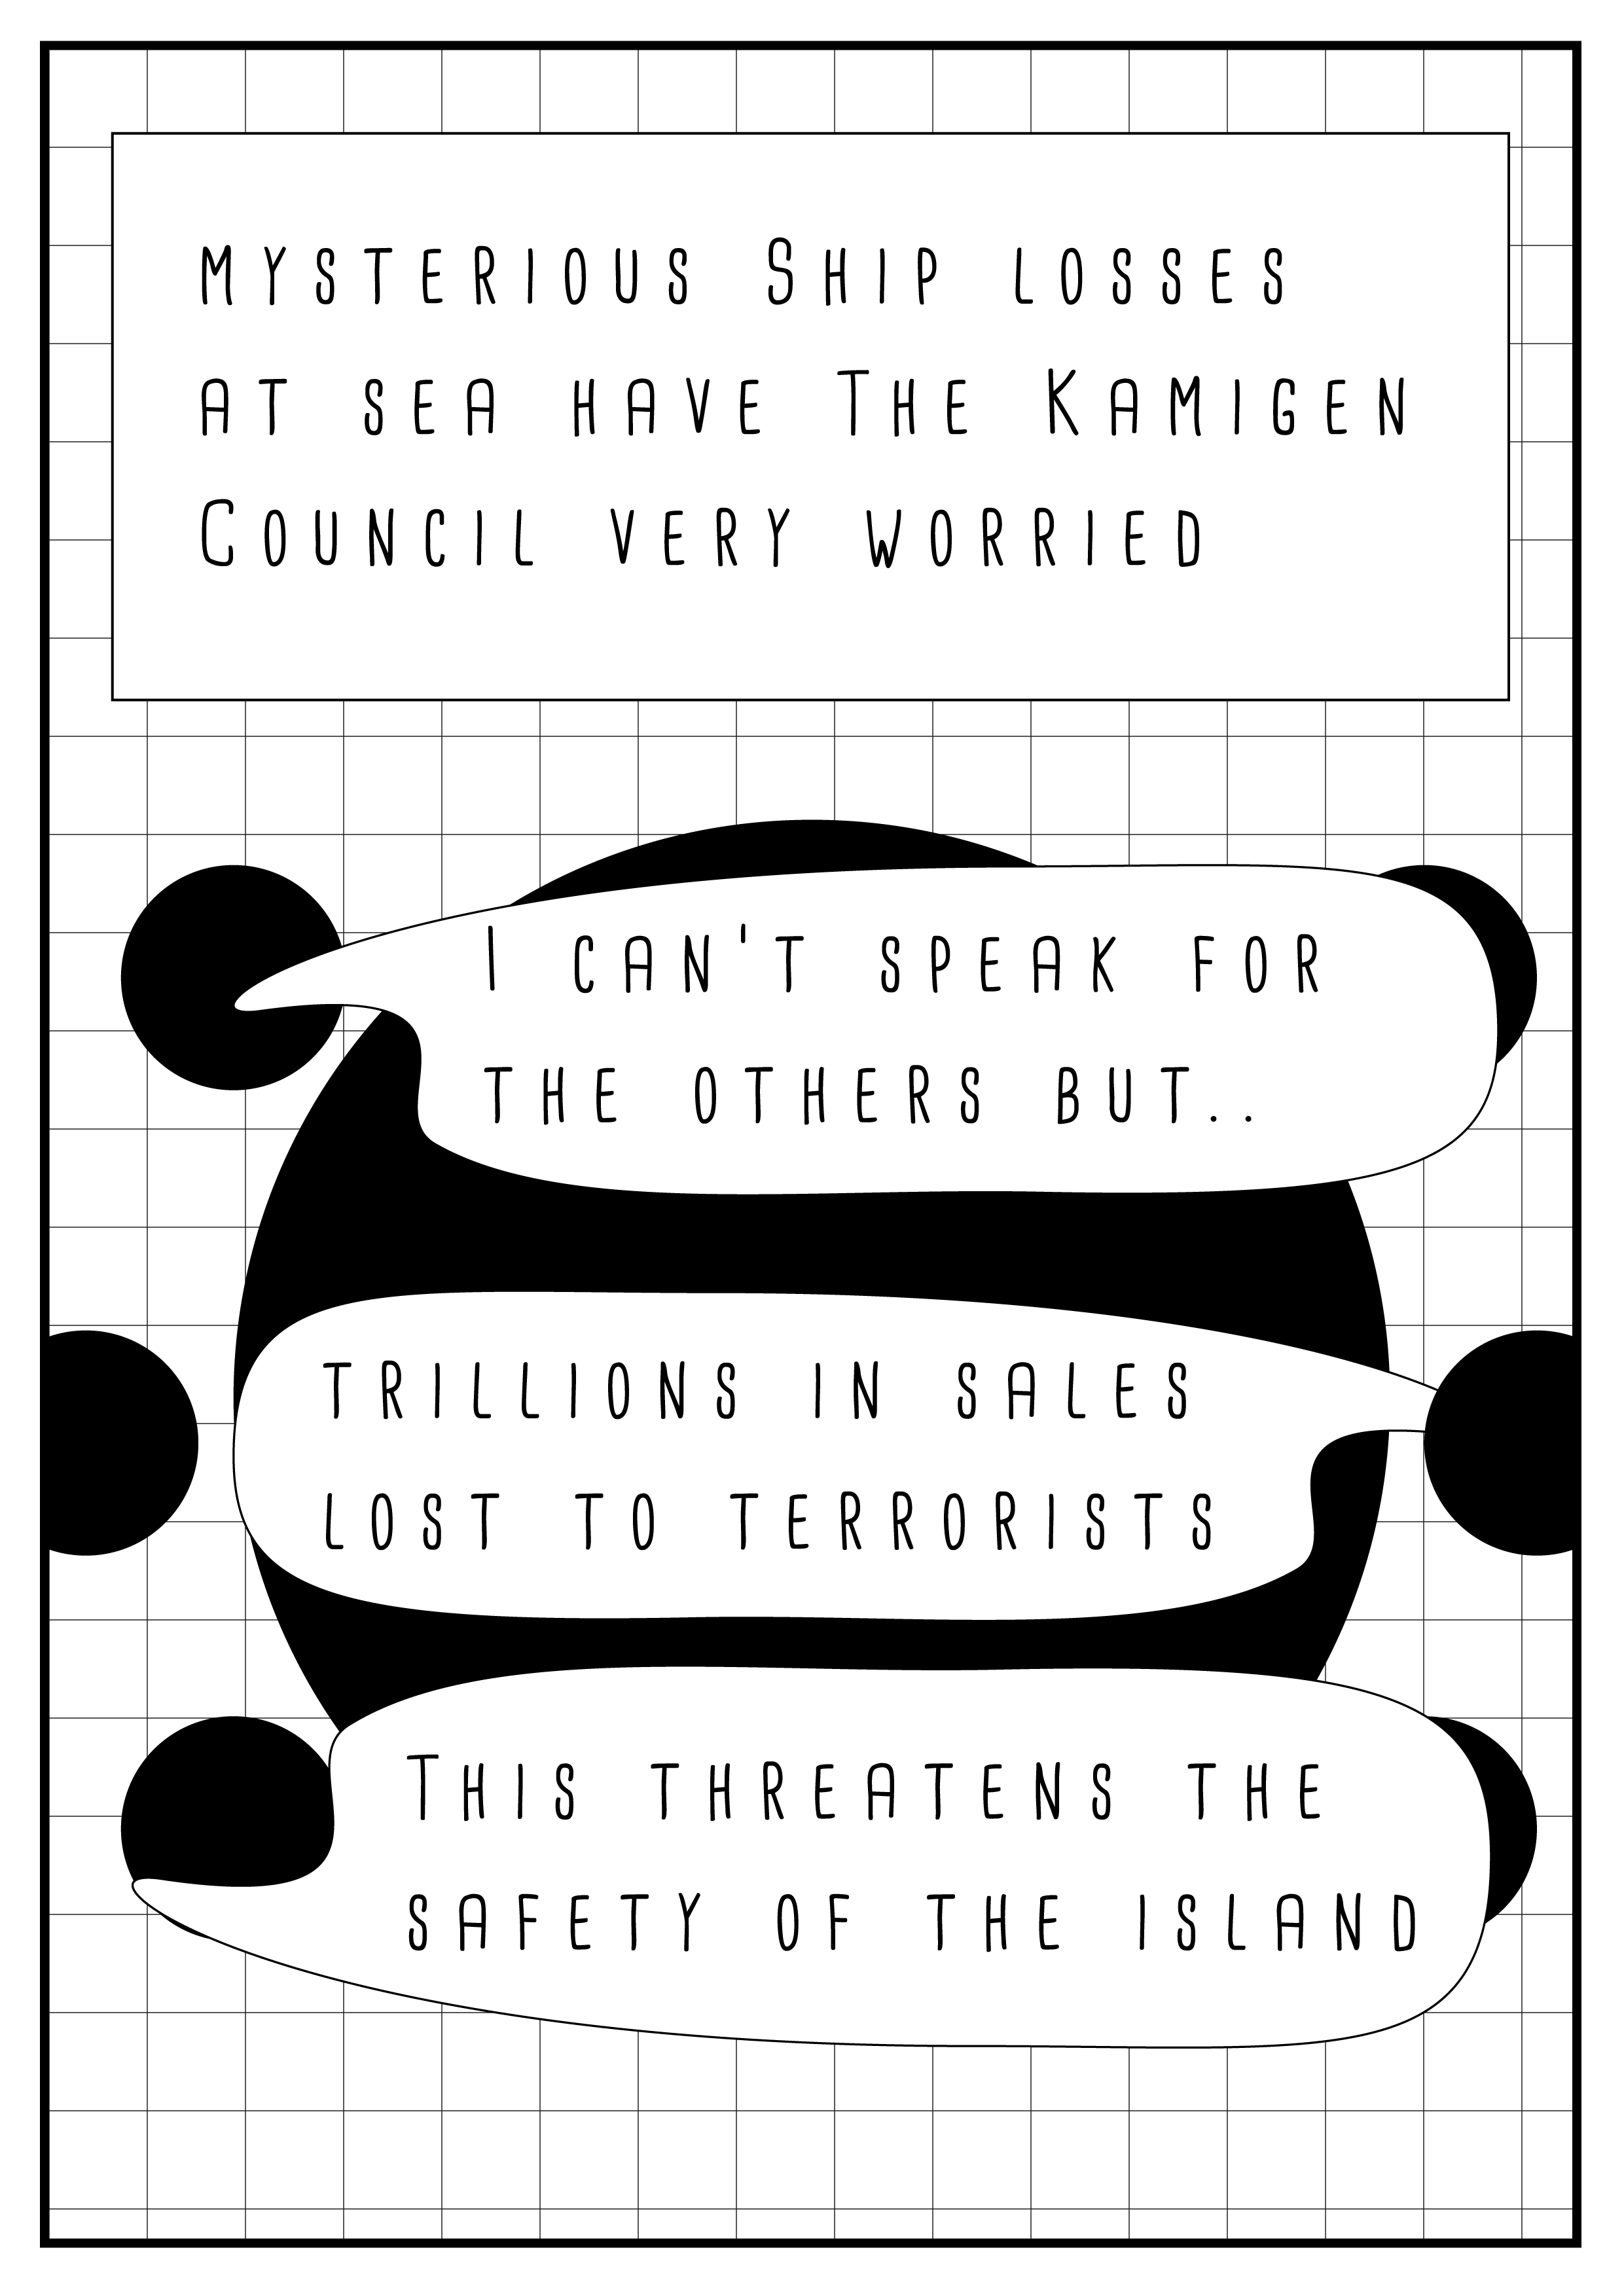 Mysterious Ship losses
at sea have The Kamigen
Council very worried
I can't speak for
the others but..
trillions in sales
lost to terrorists
This threatens the
safety of the island